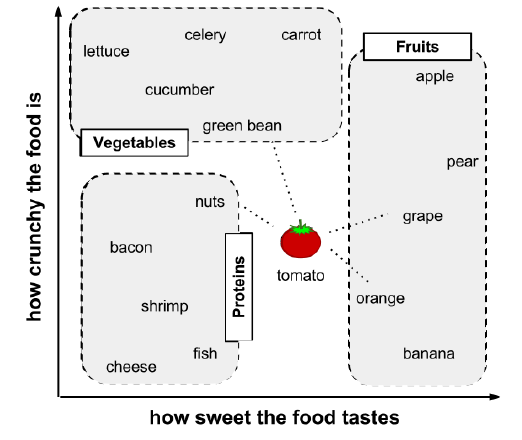 celery
carrot
lettuce
cucumber
green bean
Vegetables
Fruits
apple
pear
grape
orange
banana
nuts
bacon
shrimp
fish
cheese
Proteins
tomato
how crunchy the food is
how sweet the food tastes